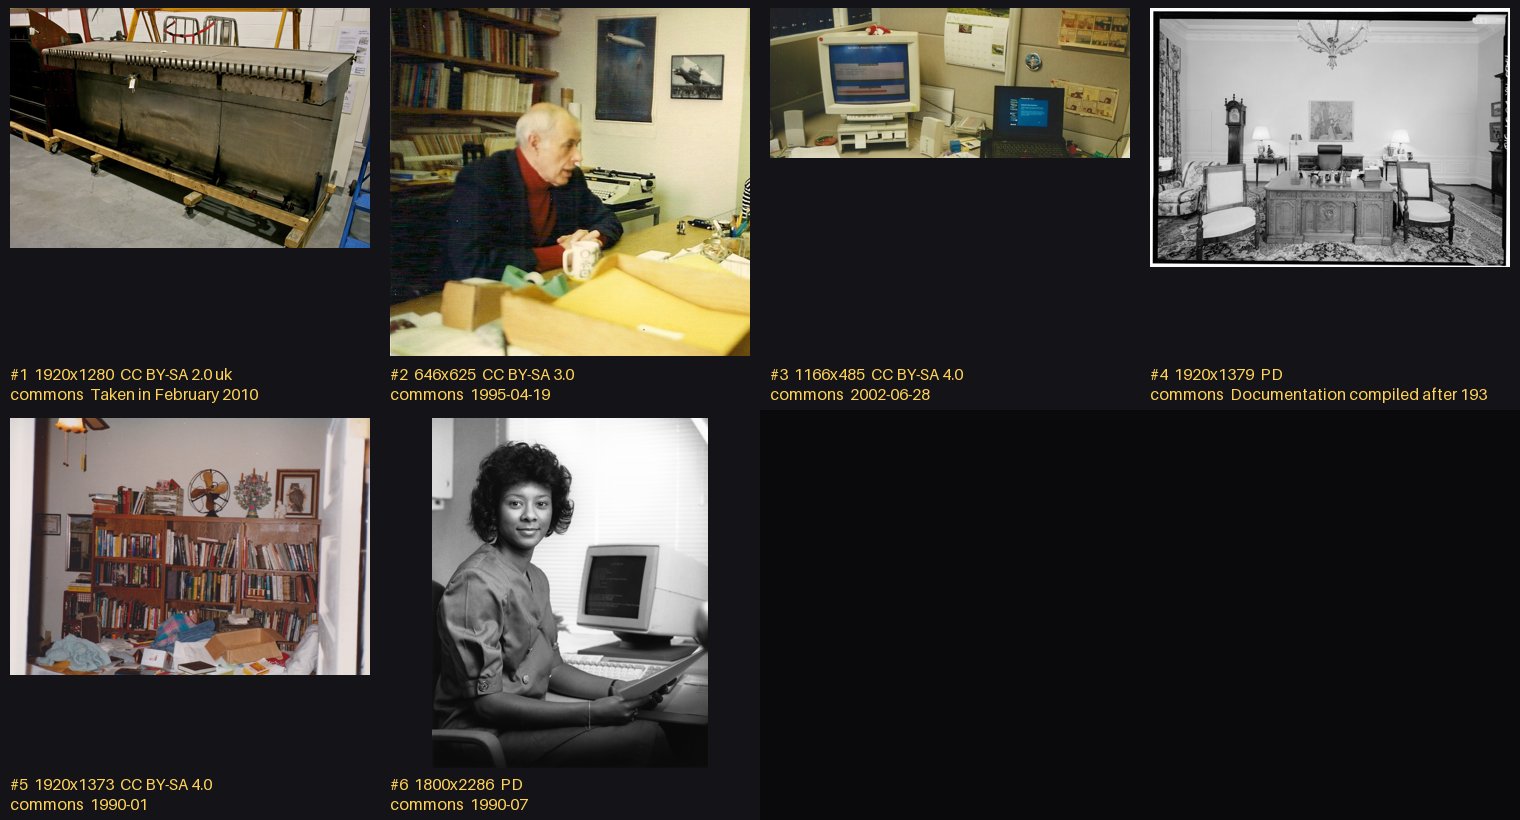 #1 1920x1280 CC BY-SA 2.0 uk
commons Taken in February 2010
#2 646x625 CC BY-SA 3.0
commons 1995-04-19
#3 1166x485 CC BY-SA 4.0
commons 2002-06-28
#4 1920x1379 PD
commons Documentation compiled after 193
#5 1920x1373 CC BY-SA 4.0
commons 1990-01
#6 1800x2286 PD
commons 1990-07